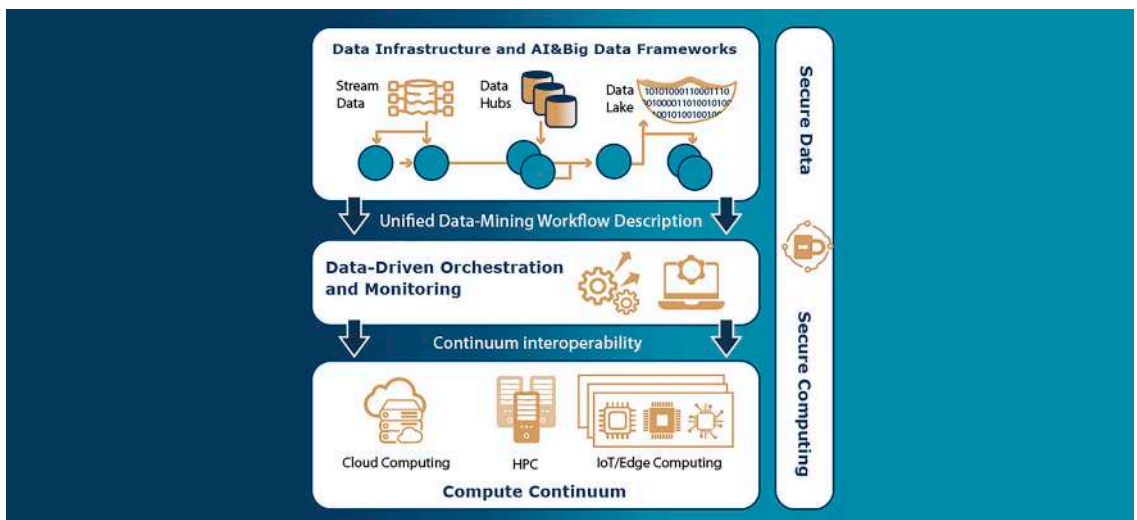 Data Infrastructure and AI&Big Data Frameworks
Stream
Data
Data
Hubs
Data
Lake
10101000110001110
Unified Data-Mining Workflow Description
Data-Driven Orchestration
and Monitoring
Continuum interoperability
Cloud Computing
HPC
IoT/Edge Computing
Compute Continuum
Secure Data
Secure Computing